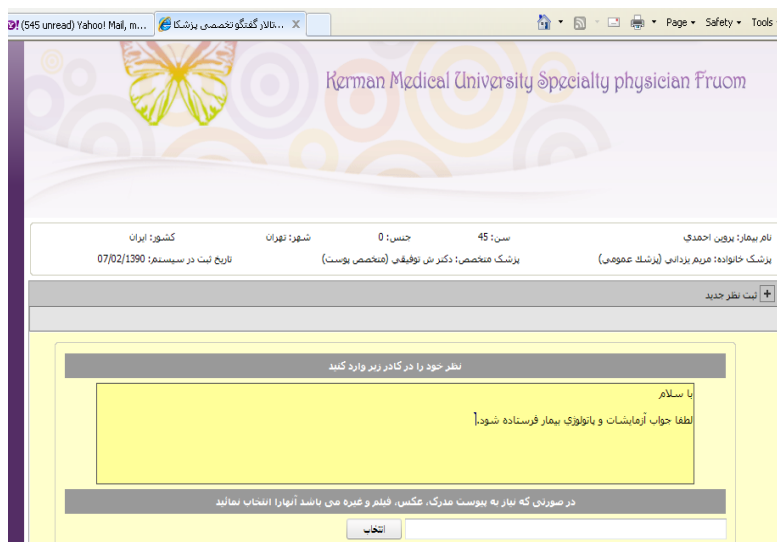 (545 unread) Yahoo! Mail, m...
تالار گفتگو تخصصی پزشکا...
X
Page
Safety
Tools
Kerman Medical University Specialty physician Fruom
نام بیمار: پروین احمدي
سن: 45
جنس: 0
شهر: تهران
کشور: ایران
پزشک خانواده: مریم یزدانی (پزشك عمومی)
پزشک متخصص: دکتر ش توفیقي (متخصص پوست)
تاریخ ثبت در سیستم: 07/02/1390
ثبت نظر جدید
نظر خود را در کادر زیر وارد کنید
با سلام
لطفا جواب آزمایشات و پاتولوژي بیمار فرستاده شود.
در صورتی که نیاز به پیوست مدرک، عکس، فیلم و غیره می باشد آنهارا انتخاب نمائید
انتخاب